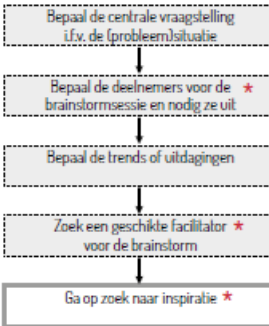 Bepaal de centrale vraagstelling
i.f.v. de (probleem)situatie
Bepaal de deelnemers voor de *
brainstormsessie en nodig ze uit
Bepaal de trends of uitdagingen
Zoek een geschikte facilitator *
voor de brainstorm
Ga op zoek naar inspiratie *